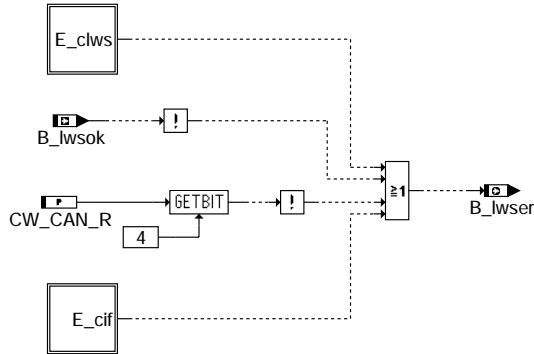 E_clws
!
B_lwsok
P
GETBIT
!
≥1
CW_CAN_R
B_lwser
4
E_cif